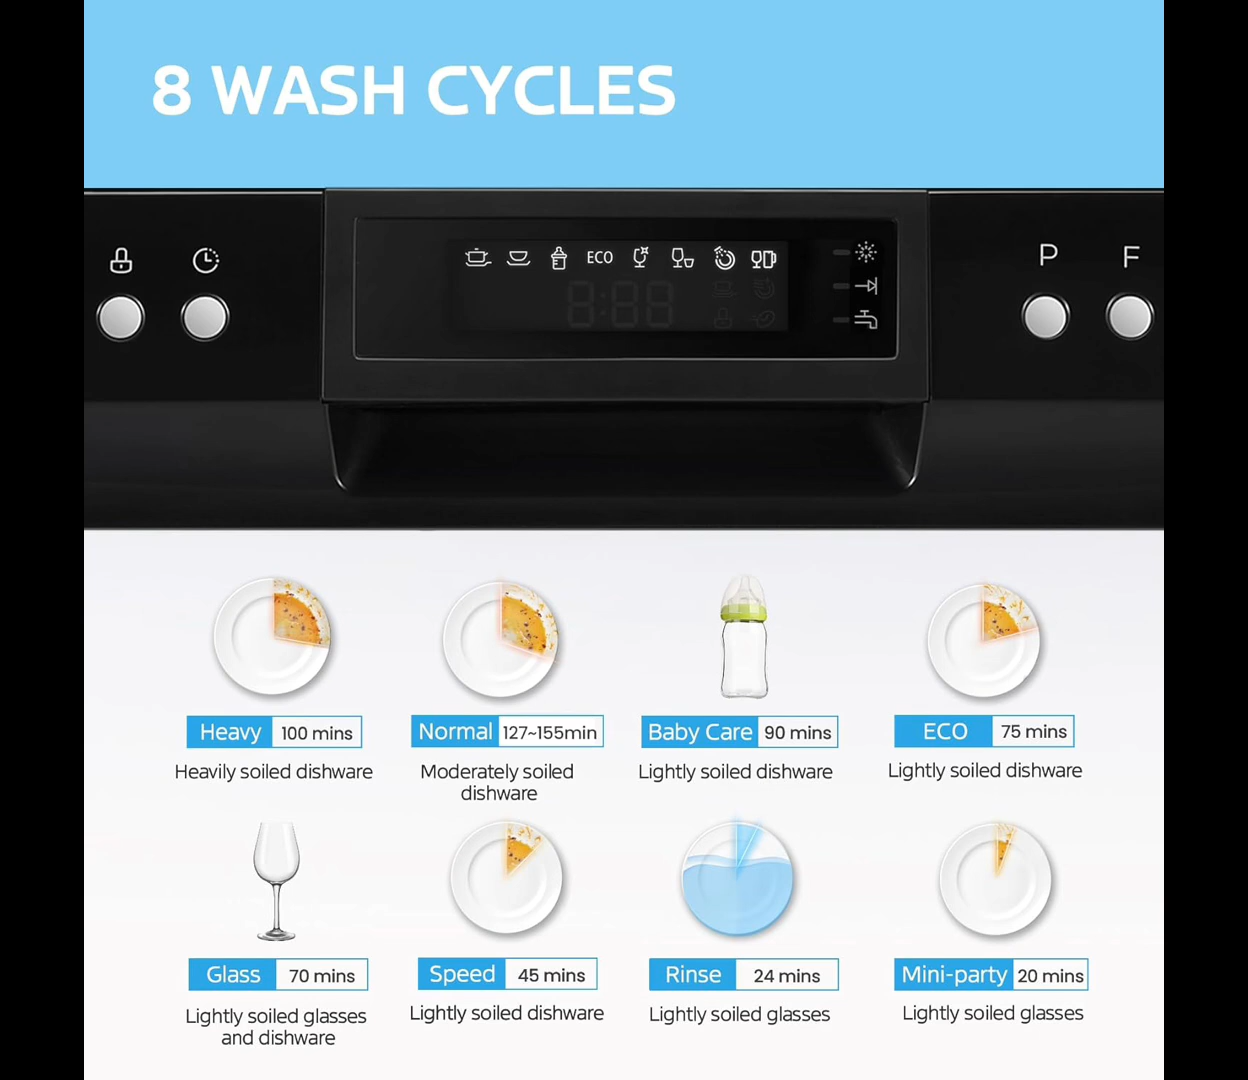 8 WASH CYCLES
ECO
P
F
8:88
Heavy 100 mins
Normal 127~155min
Baby Care 90 mins
ECO 75 mins
Heavily soiled dishware
Moderately soiled
dishware
Lightly soiled dishware
Lightly soiled dishware
Glass 70 mins
Speed 45 mins
Rinse 24 mins
Mini-party 20 mins
Lightly soiled glasses
and dishware
Lightly soiled dishware
Lightly soiled glasses
Lightly soiled glasses